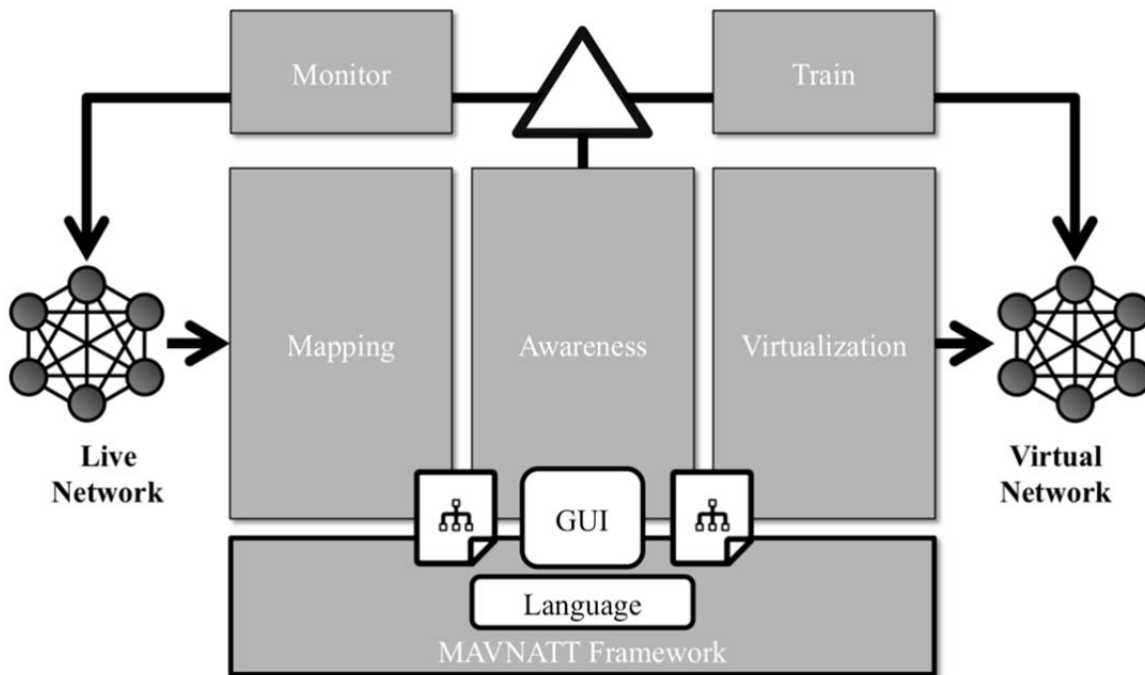 Monitor
Train
Mapping
Awareness
Virtualization
Live
Network
Virtual
Network
GUI
Language
MAVNATT Framework